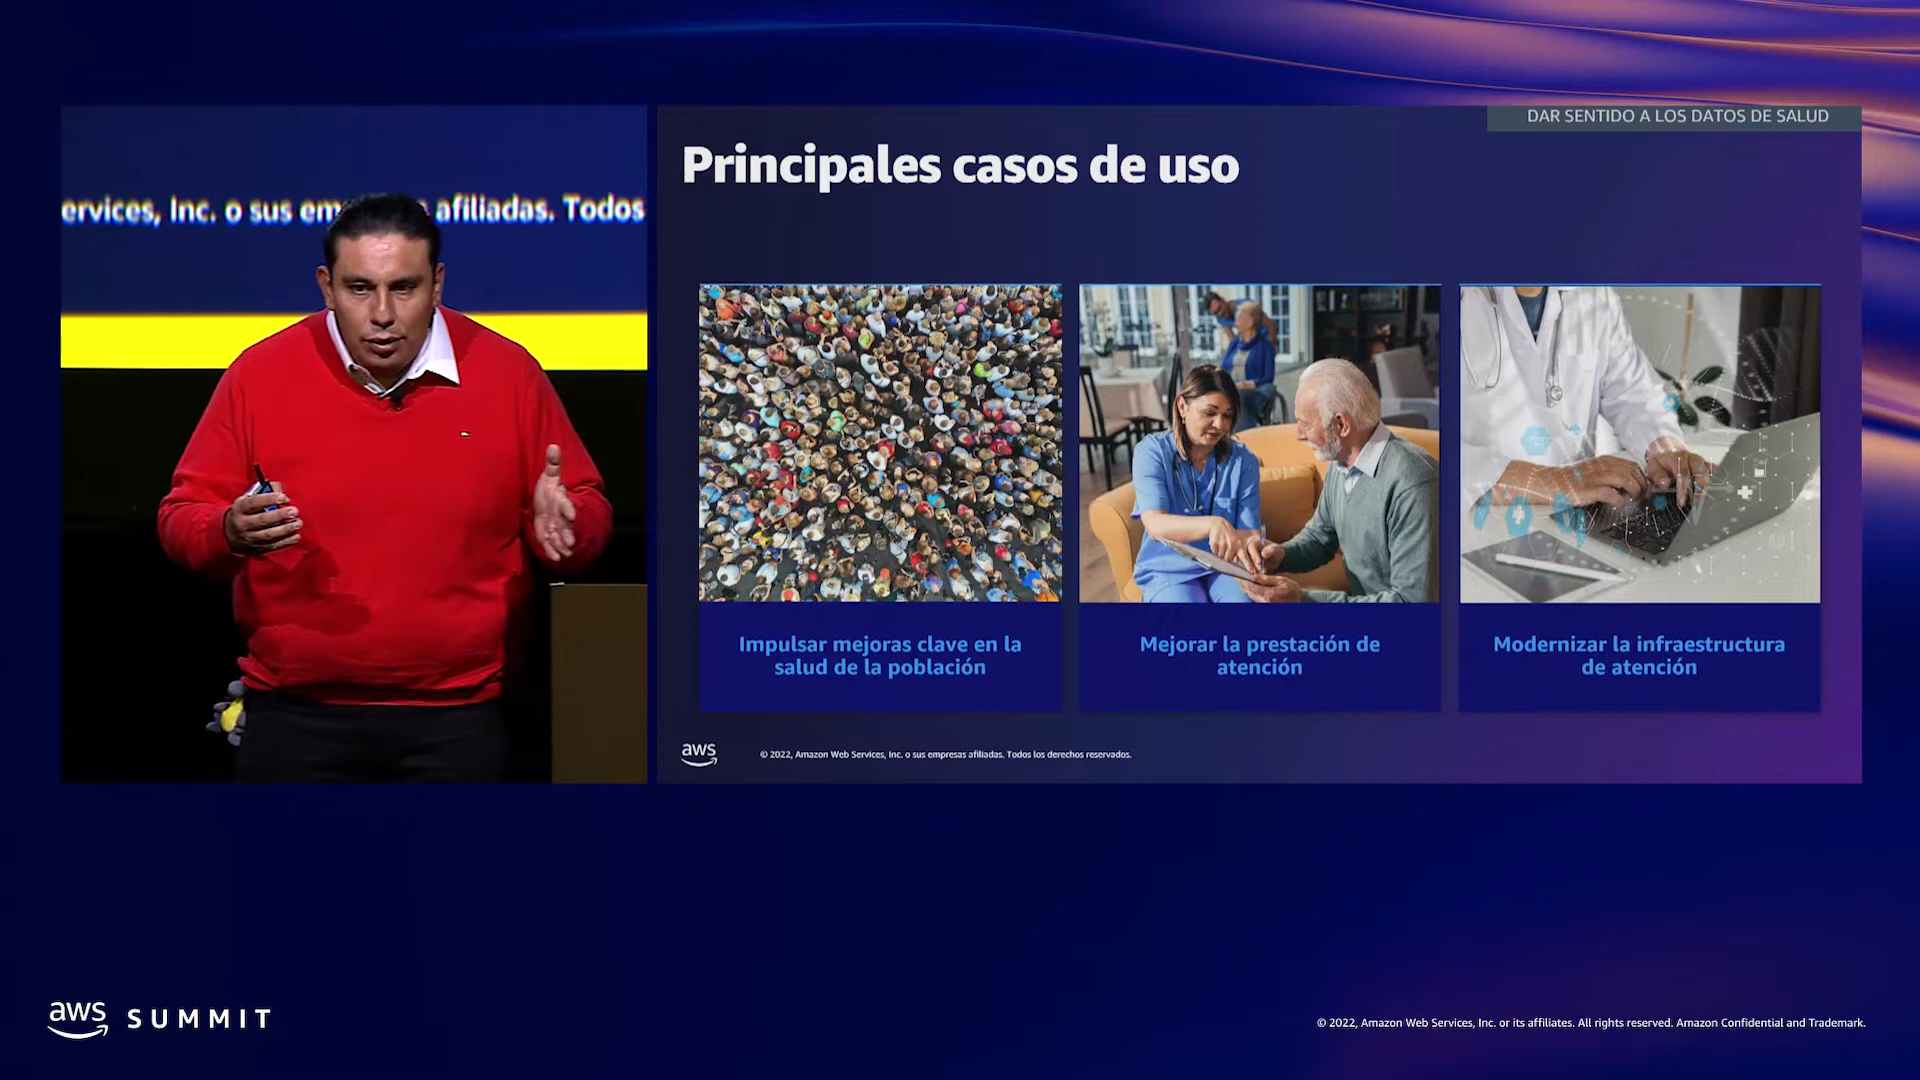 ervices, Inc. o sus em afiliadas. Todos
DAR SENTIDO A LOS DATOS DE SALUD
Principales casos de uso
Impulsar mejoras clave en la
salud de la población
Mejorar la prestación de
atención
Modernizar la infraestructura
de atención
aws
© 2022, Amazon Web Services, Inc. o sus empresas afiliadas. Todos los derechos reservados.
aws SUMMIT
© 2022, Amazon Web Services, Inc. or its affiliates. All rights reserved. Amazon Confidential and Trademark.